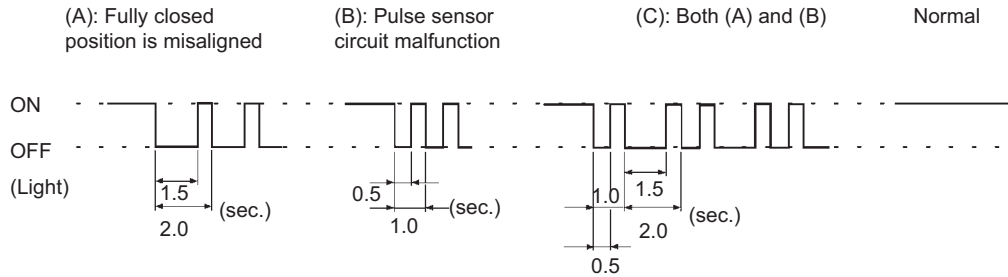 (A): Fully closed
position is misaligned
(B): Pulse sensor
circuit malfunction
(C): Both (A) and (B)
Normal
ON
OFF
(Light)
1.5
2.0
(sec.)
0.5
1.0
(sec.)
1.0
1.5
2.0
(sec.)
0.5